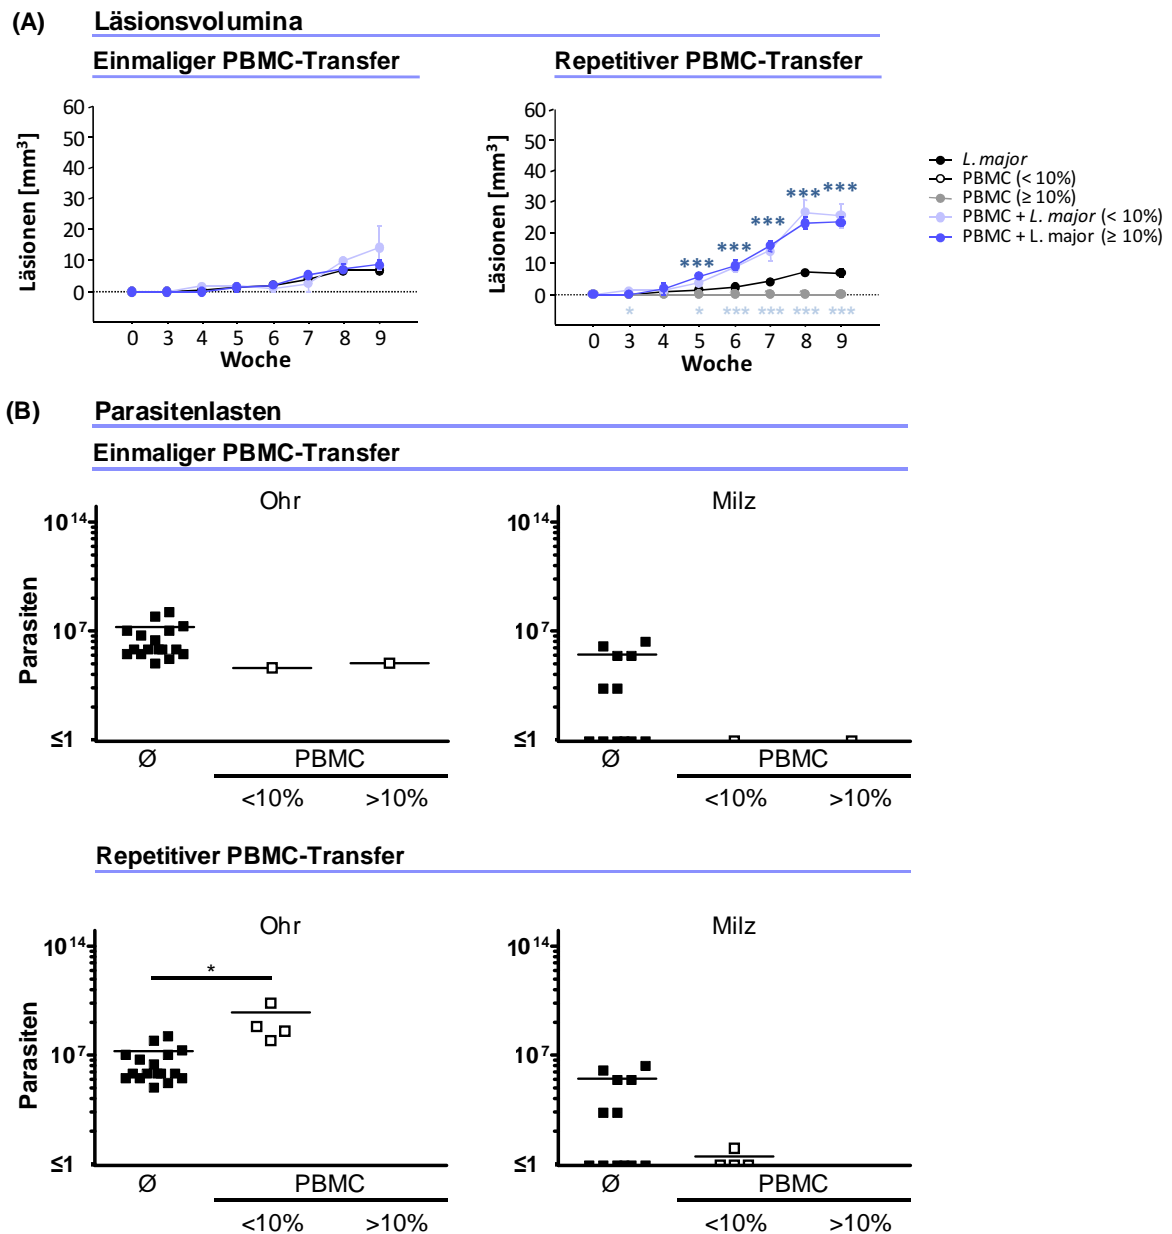 (A) Läsionsvolumina
Einmaliger PBMC-Transfer Repetitiver PBMC-Transfer
Läsionen [mm³]
60
50
40
30
20
10
0
0 3 4 5 6 7 8 9
Woche
Läsionen [mm³]
60
50
40
30
20
10
0
*** *** *** *** ***
* * *** *** *** ***
0 3 4 5 6 7 8 9
Woche
L. major
PBMC (< 10%)
PBMC (≥ 10%)
PBMC + L. major (< 10%)
PBMC + L. major (≥ 10%)
(B) Parasitenlasten
Einmaliger PBMC-Transfer
Ohr
Parasiten
10¹⁴
10⁷
≤1
Ø PBMC
<10% >10%
Milz
10¹⁴
10⁷
≤1
Ø PBMC
<10% >10%
Repetitiver PBMC-Transfer
Ohr
Parasiten
10¹⁴
10⁷
≤1
*
Ø PBMC
<10% >10%
Milz
10¹⁴
10⁷
≤1
Ø PBMC
<10% >10%